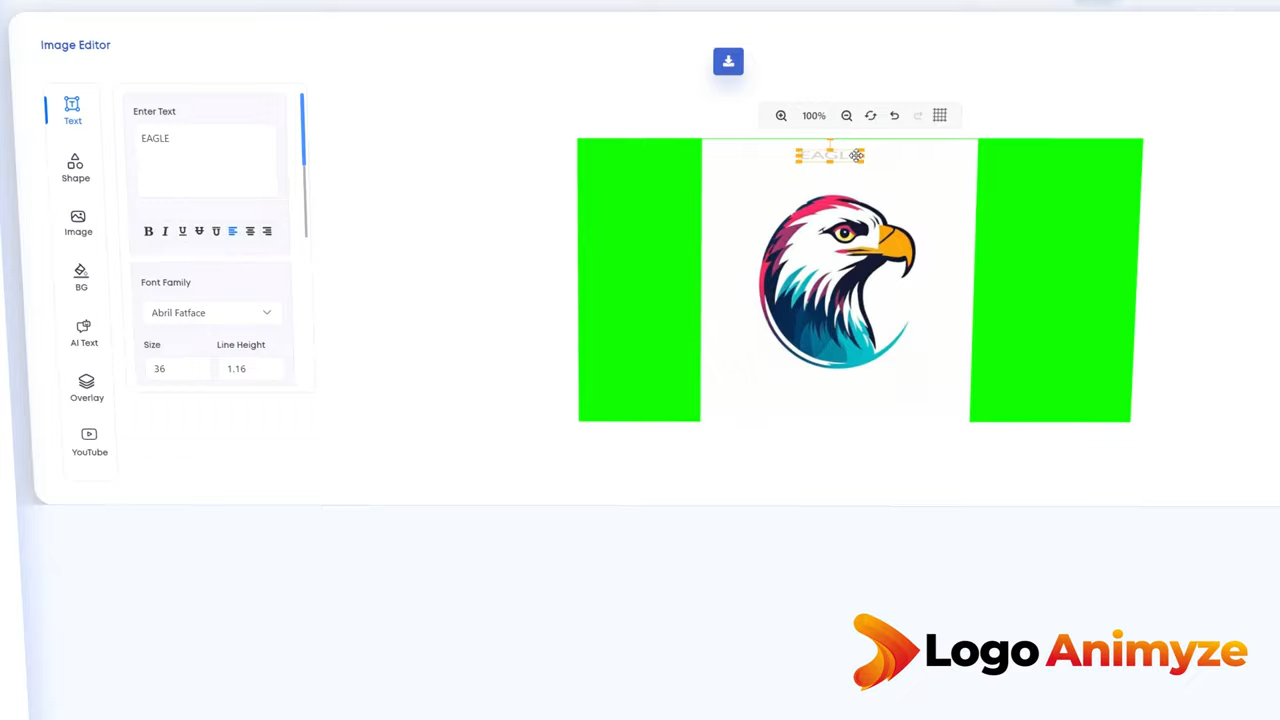 Image Editor
Text
Shape
Image
BG
AI Text
Overlay
YouTube
Enter Text
EAGLE
B I U S O
Font Family
Abril Fatface
Size
Line Height
36
1.16
100%
EAGLE
Logo Animyze